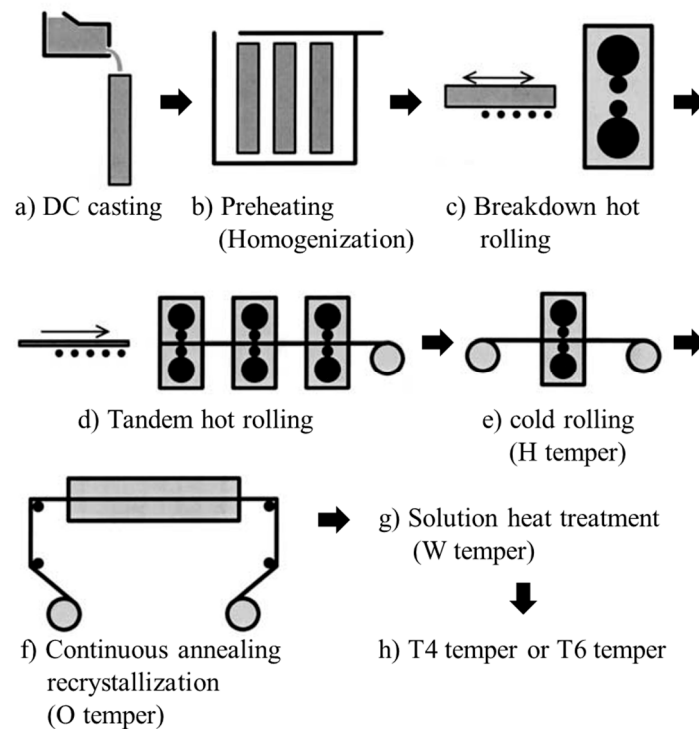 a) DC casting
b) Preheating
(Homogenization)
c) Breakdown hot
rolling
d) Tandem hot rolling
e) cold rolling
(H temper)
f) Continuous annealing
recrystallization
(O temper)
g) Solution heat treatment
(W temper)
h) T4 temper or T6 temper